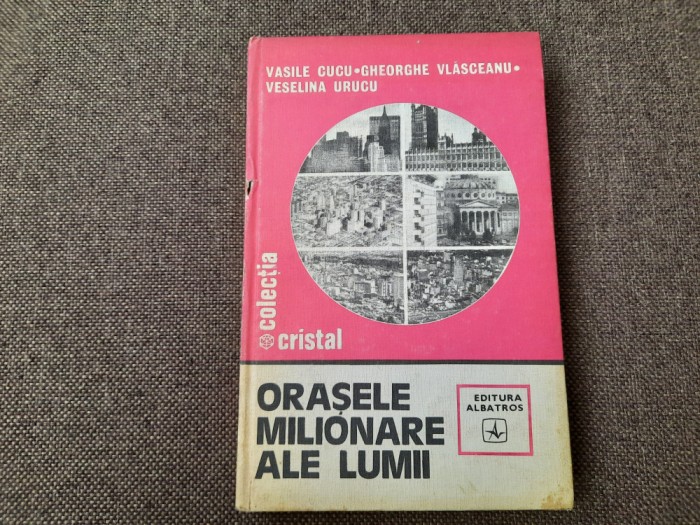 VASILE CUCU•GHEORGHE VLĂSCEANU•
VESELINA URUCU
colecția
cristal
ORAȘELE
MILIONARE
ALE LUMII
EDITURA
ALBATROS